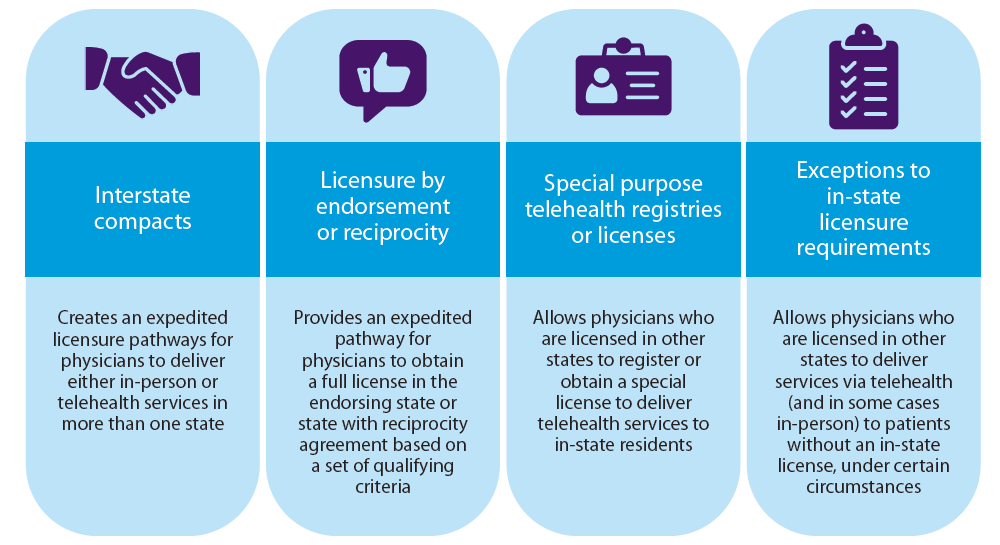 Interstate
compacts
Creates an expedited
licensure pathways for
physicians to deliver
either in-person or
telehealth services in
more than one state
Licensure by
endorsement
or reciprocity
Provides an expedited
pathway for
physicians to obtain
a full license in the
endorsing state or
state with reciprocity
agreement based on
a set of qualifying
criteria
Special purpose
telehealth registries
or licenses
Allows physicians who
are licensed in other
states to register or
obtain a special
license to deliver
telehealth services to
in-state residents
Exceptions to
in-state
licensure
requirements
Allows physicians who
are licensed in other
states to deliver
services via telehealth
(and in some cases
in-person) to patients
without an in-state
license, under certain
circumstances